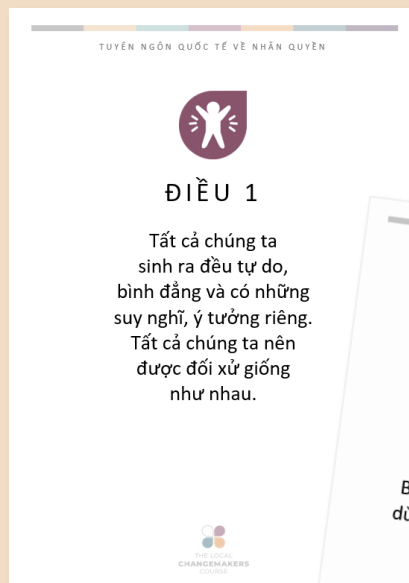 TUYÊN NGÔN QUỐC TẾ VỀ NHÂN QUYỀN
ĐIỀU 1
Tất cả chúng ta
sinh ra đều tự do,
bình đẳng và có những
suy nghĩ, ý tưởng riêng.
Tất cả chúng ta nên
được đối xử giống
như nhau.
THE LOCAL
CHANGEMAKERS
COURSE